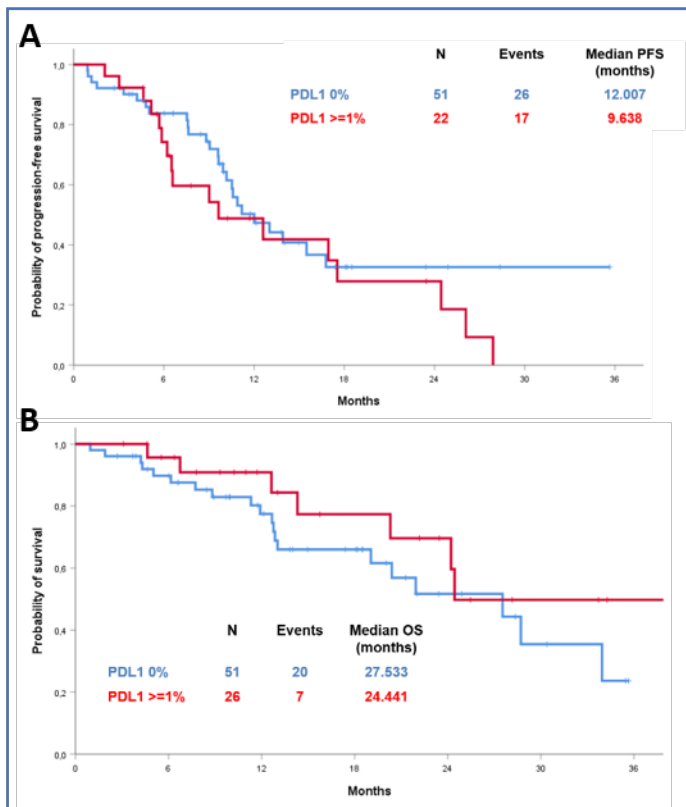 A
N Events Median PFS
(months)
PDL1 0% 51 26 12.007
PDL1 >=1% 22 17 9.638
Probability of progression-free survival
1,0
0,8
0,6
0,4
0,2
0,0
0 6 12 18 24 30 36
Months
B
Probability of survival
1,0
0,8
0,6
0,4
0,2
0,0
N Events Median OS
(months)
PDL1 0% 51 20 27.533
PDL1 >=1% 26 7 24.441
0 6 12 18 24 30 36
Months